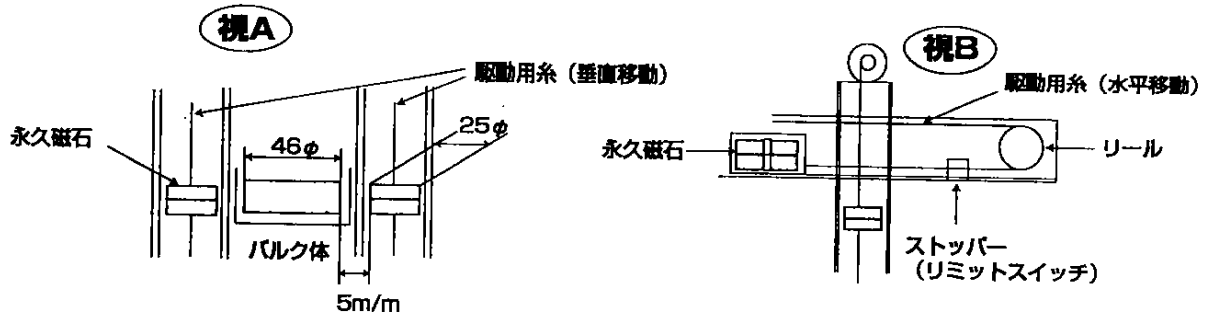 視A
駆動用糸（垂直移動）
永久磁石
46φ
25φ
バルク体
5m/m
視B
駆動用糸（水平移動）
永久磁石
リール
ストッパー
（リミットスイッチ）